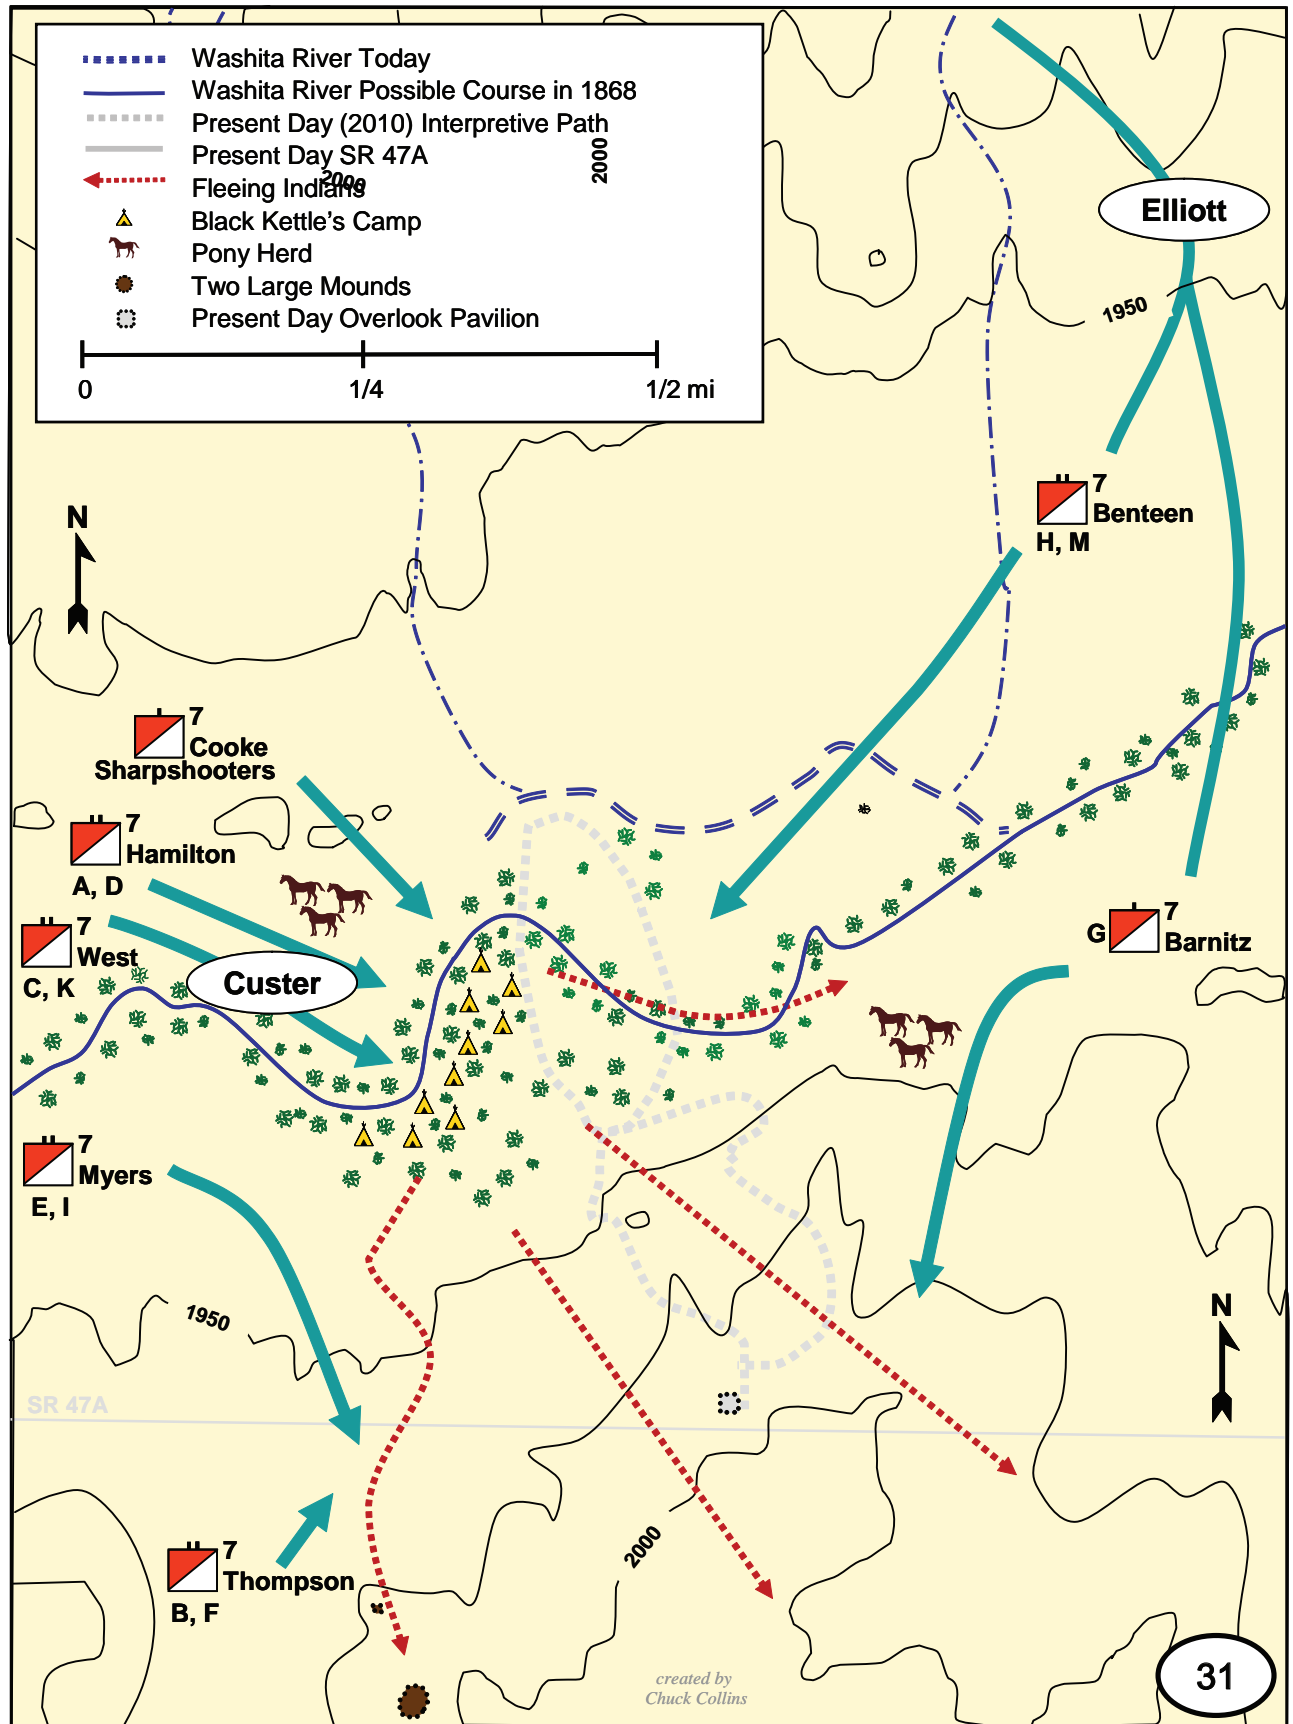 Washita River Today
Washita River Possible Course in 1868
Present Day (2010) Interpretive Path
Present Day SR 47A
Fleeing Indians
Black Kettle's Camp
Pony Herd
Two Large Mounds
Present Day Overlook Pavilion
0 1/4 1/2 mi
2000
2000
Elliott
1950
7
Benteen
H, M
N
7
Cooke
Sharpshooters
7
Hamilton
A, D
7
West
C, K
Custer
7
G Barnitz
7
Myers
E, I
1950
N
SR 47A
2000
7
Thompson
B, F
created by
Chuck Collins
31